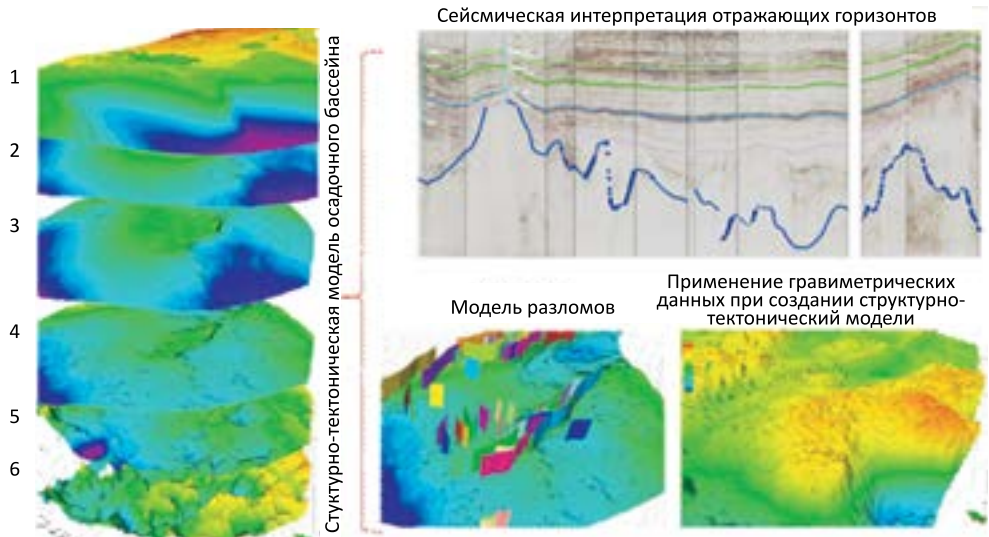 Сейсмическая интерпретация отражающих горизонтов
1
2
3
4
5
6
Стуктурно-тектоническая модель осадочного бассейна
Модель разломов
Применение гравиметрических
данных при создании структурно-
тектонический модели